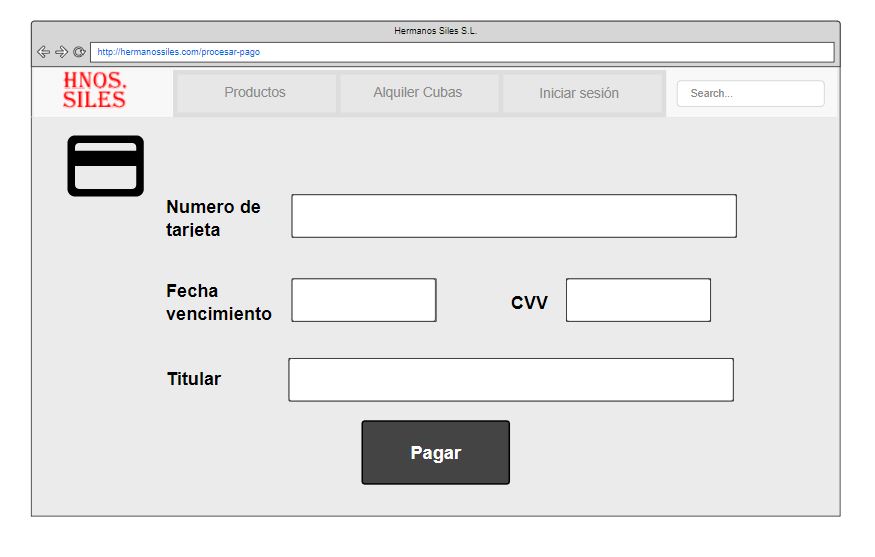 Hermanos Siles S.L.
http://hermanossiles.com/procesar-pago
HNOS.
SILES
Productos
Alquiler Cubas
Iniciar sesión
Search...
Numero de
tarjeta
Fecha
vencimiento
CVV
Titular
Pagar